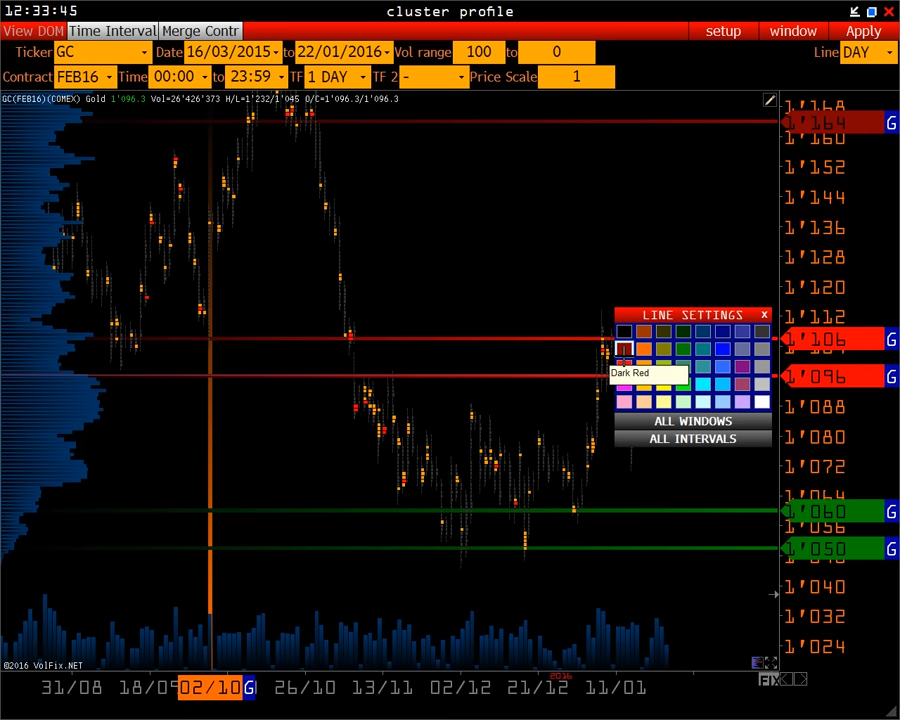 12:33:45 cluster profile
View DOM Time Interval Merge Contr setup window Apply
Ticker GC Date 16/03/2015 to 22/01/2016 Vol range 100 to 0 Line DAY
Contract FEB16 Time 00:00 to 23:59 TF 1 DAY TF 2 - Price Scale 1
GC(FEB16)(COMEX) Gold 1'096.3 Vol=26'426'373 H/L=1'232/1'045 O/C=1'096.3/1'096.3
1'168
1'164 G
1'160
1'152
1'144
1'136
1'128
1'120
1'112
LINE SETTINGS x
1'106 G
Dark Red
1'096 G
1'088
ALL WINDOWS
1'080
ALL INTERVALS
1'072
1'064
1'060 G
1'056
1'050 G
1'040
1'032
1'024
©2016 VolFix.NET
2016
FIX
31/08 18/09 02/10 G 26/10 13/11 02/12 21/12 11/01